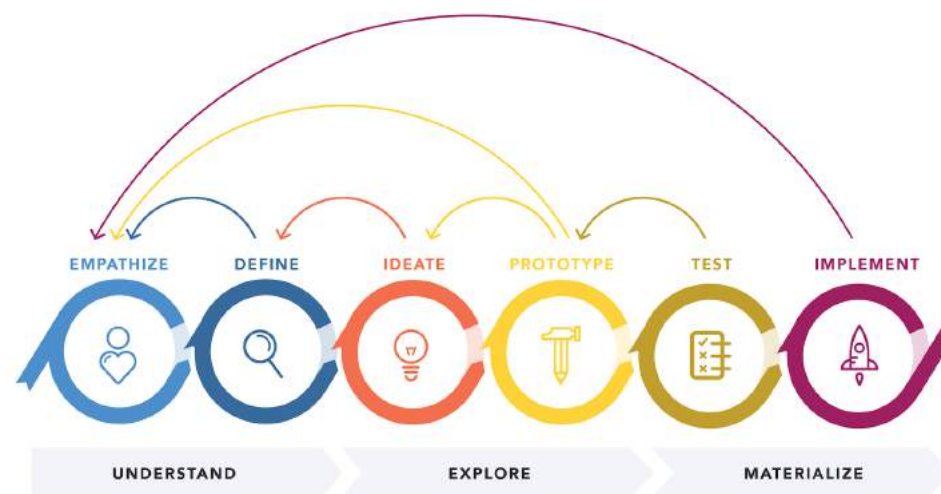 EMPATHIZE
DEFINE
IDEATE
PROTOTYPE
TEST
IMPLEMENT
UNDERSTAND
EXPLORE
MATERIALIZE